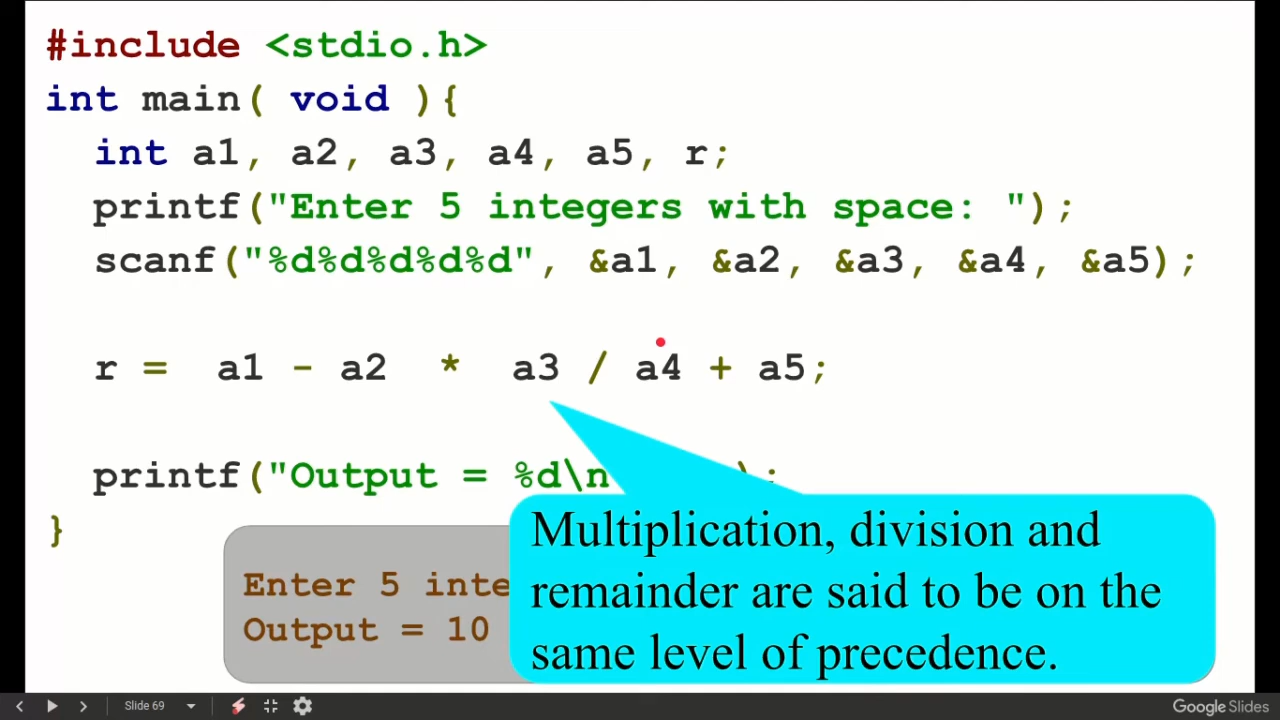 #include <stdio.h>
int main( void ){
int a1, a2, a3, a4, a5, r;
printf("Enter 5 integers with space: ");
scanf("%d%d%d%d%d", &a1, &a2, &a3, &a4, &a5);
r = a1 - a2 * a3 / a4 + a5;
printf("Output = %d\n );
}
Enter 5 inte
Output = 10
Multiplication, division and
remainder are said to be on the
same level of precedence.
Slide 69
Google Slides